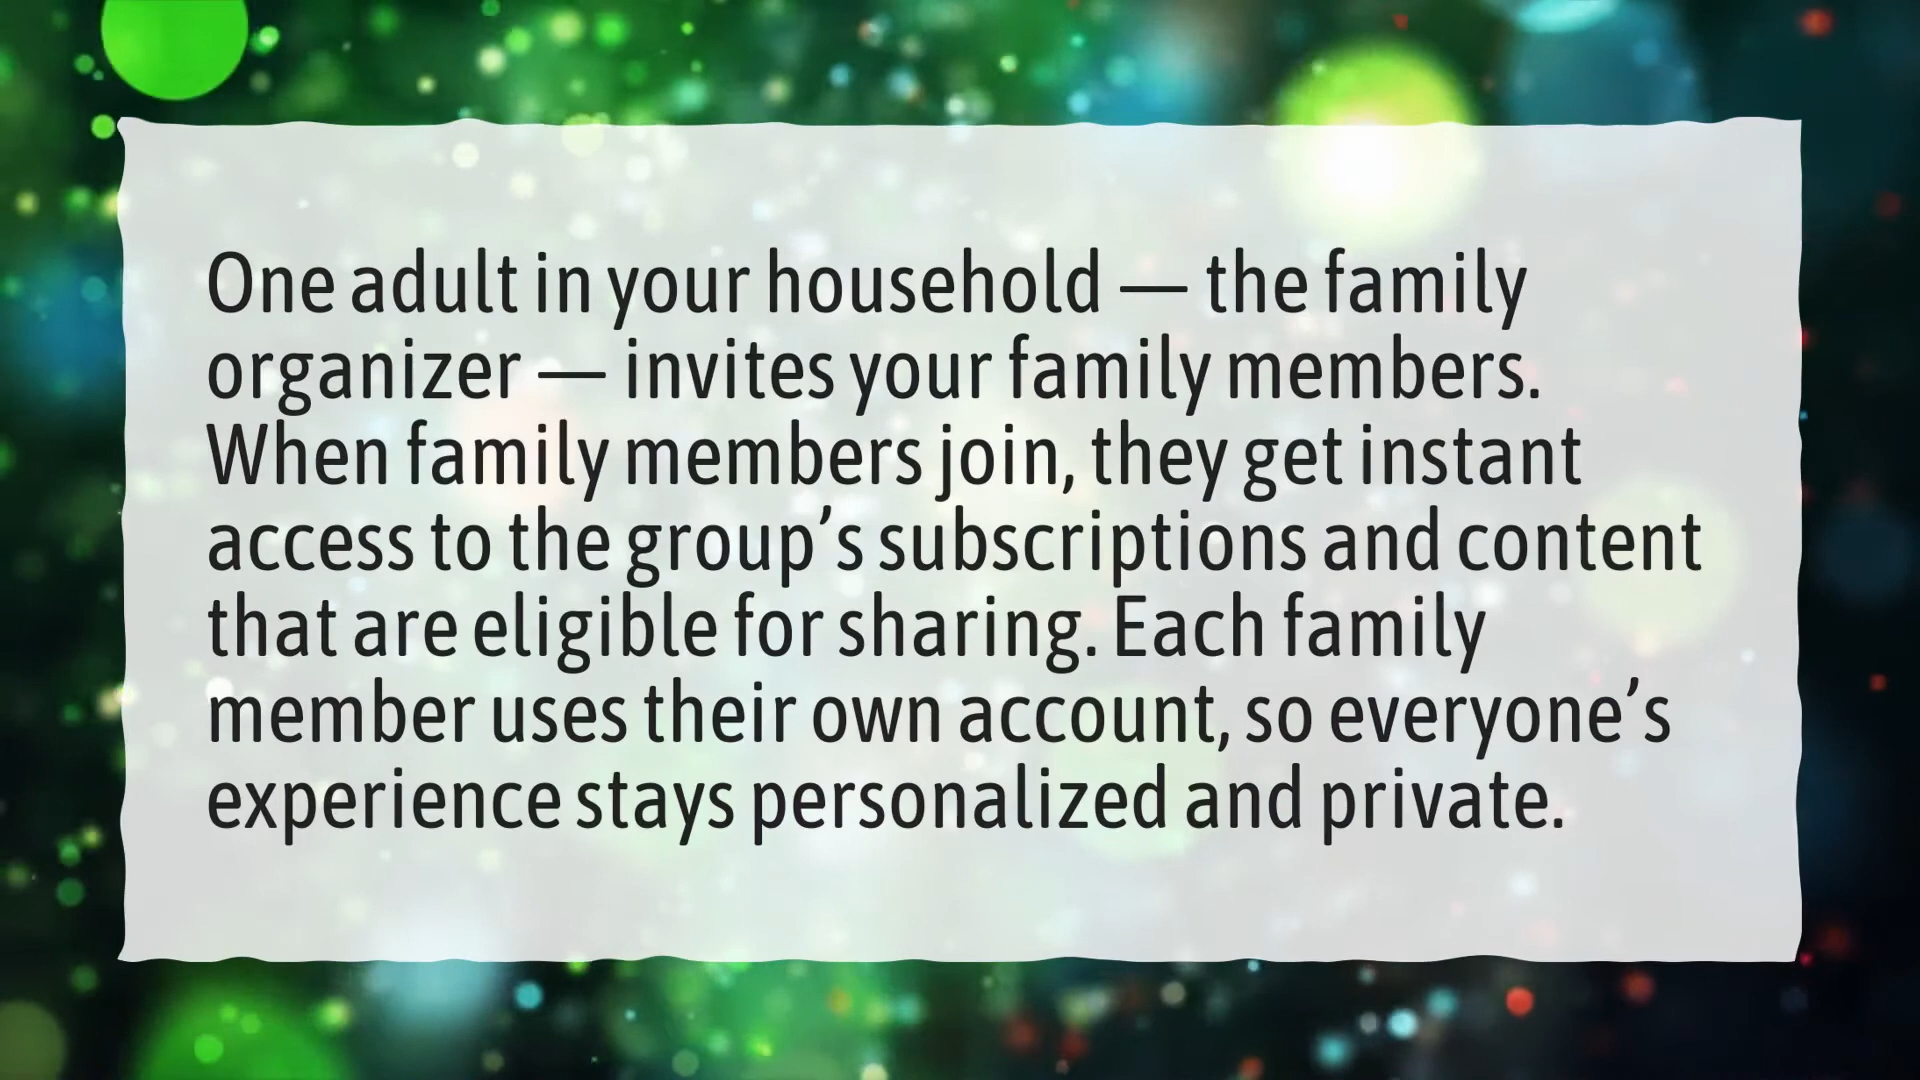 One adult in your household — the family
organizer — invites your family members.
When family members join, they get instant
access to the group’s subscriptions and content
that are eligible for sharing. Each family
member uses their own account, so everyone’s
experience stays personalized and private.